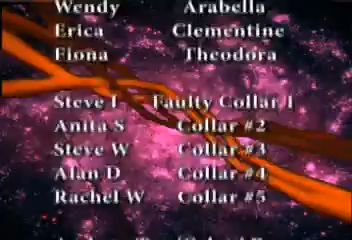 Wendy Arabella
Erica Clementine
Fiona Theodora
Steve I Faulty Collar 1
Anita S Collar #2
Steve W Collar #3
Alan D Collar #4
Rachel W Collar #5